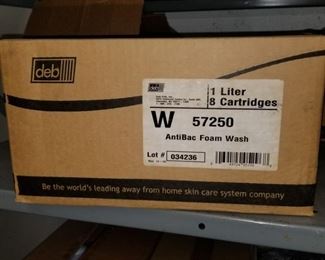 deb
deb
1 Liter
8 Cartridges
W 57250
AntiBac Foam Wash
Lot # 034236
Be the world's leading away from home skin care system company